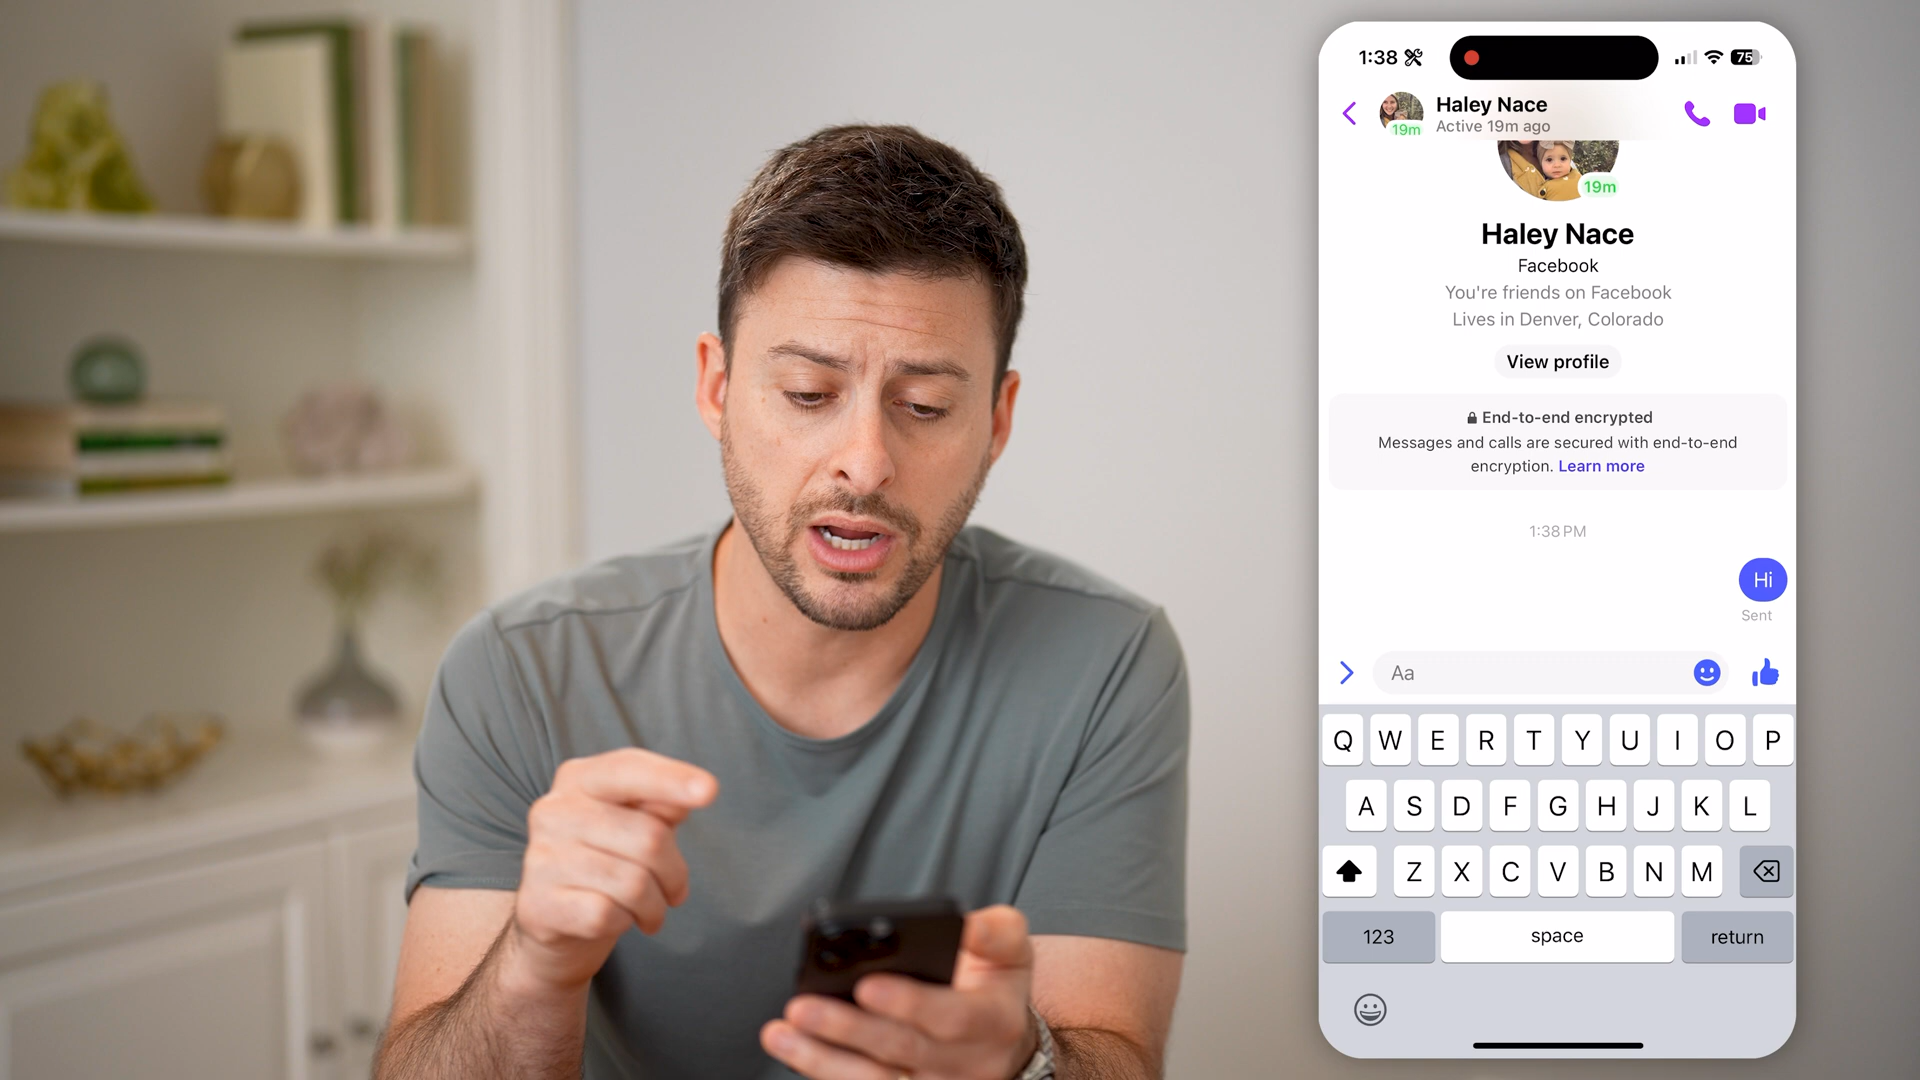 1:38
75
Haley Nace
Active 19m ago
19m
19m
Haley Nace
Facebook
You're friends on Facebook
Lives in Denver, Colorado
View profile
End-to-end encrypted
Messages and calls are secured with end-to-end
encryption. Learn more
1:38 PM
Hi
Sent
Aa
Q W E R T Y U I O P
A S D F G H J K L
Z X C V B N M
123 space return